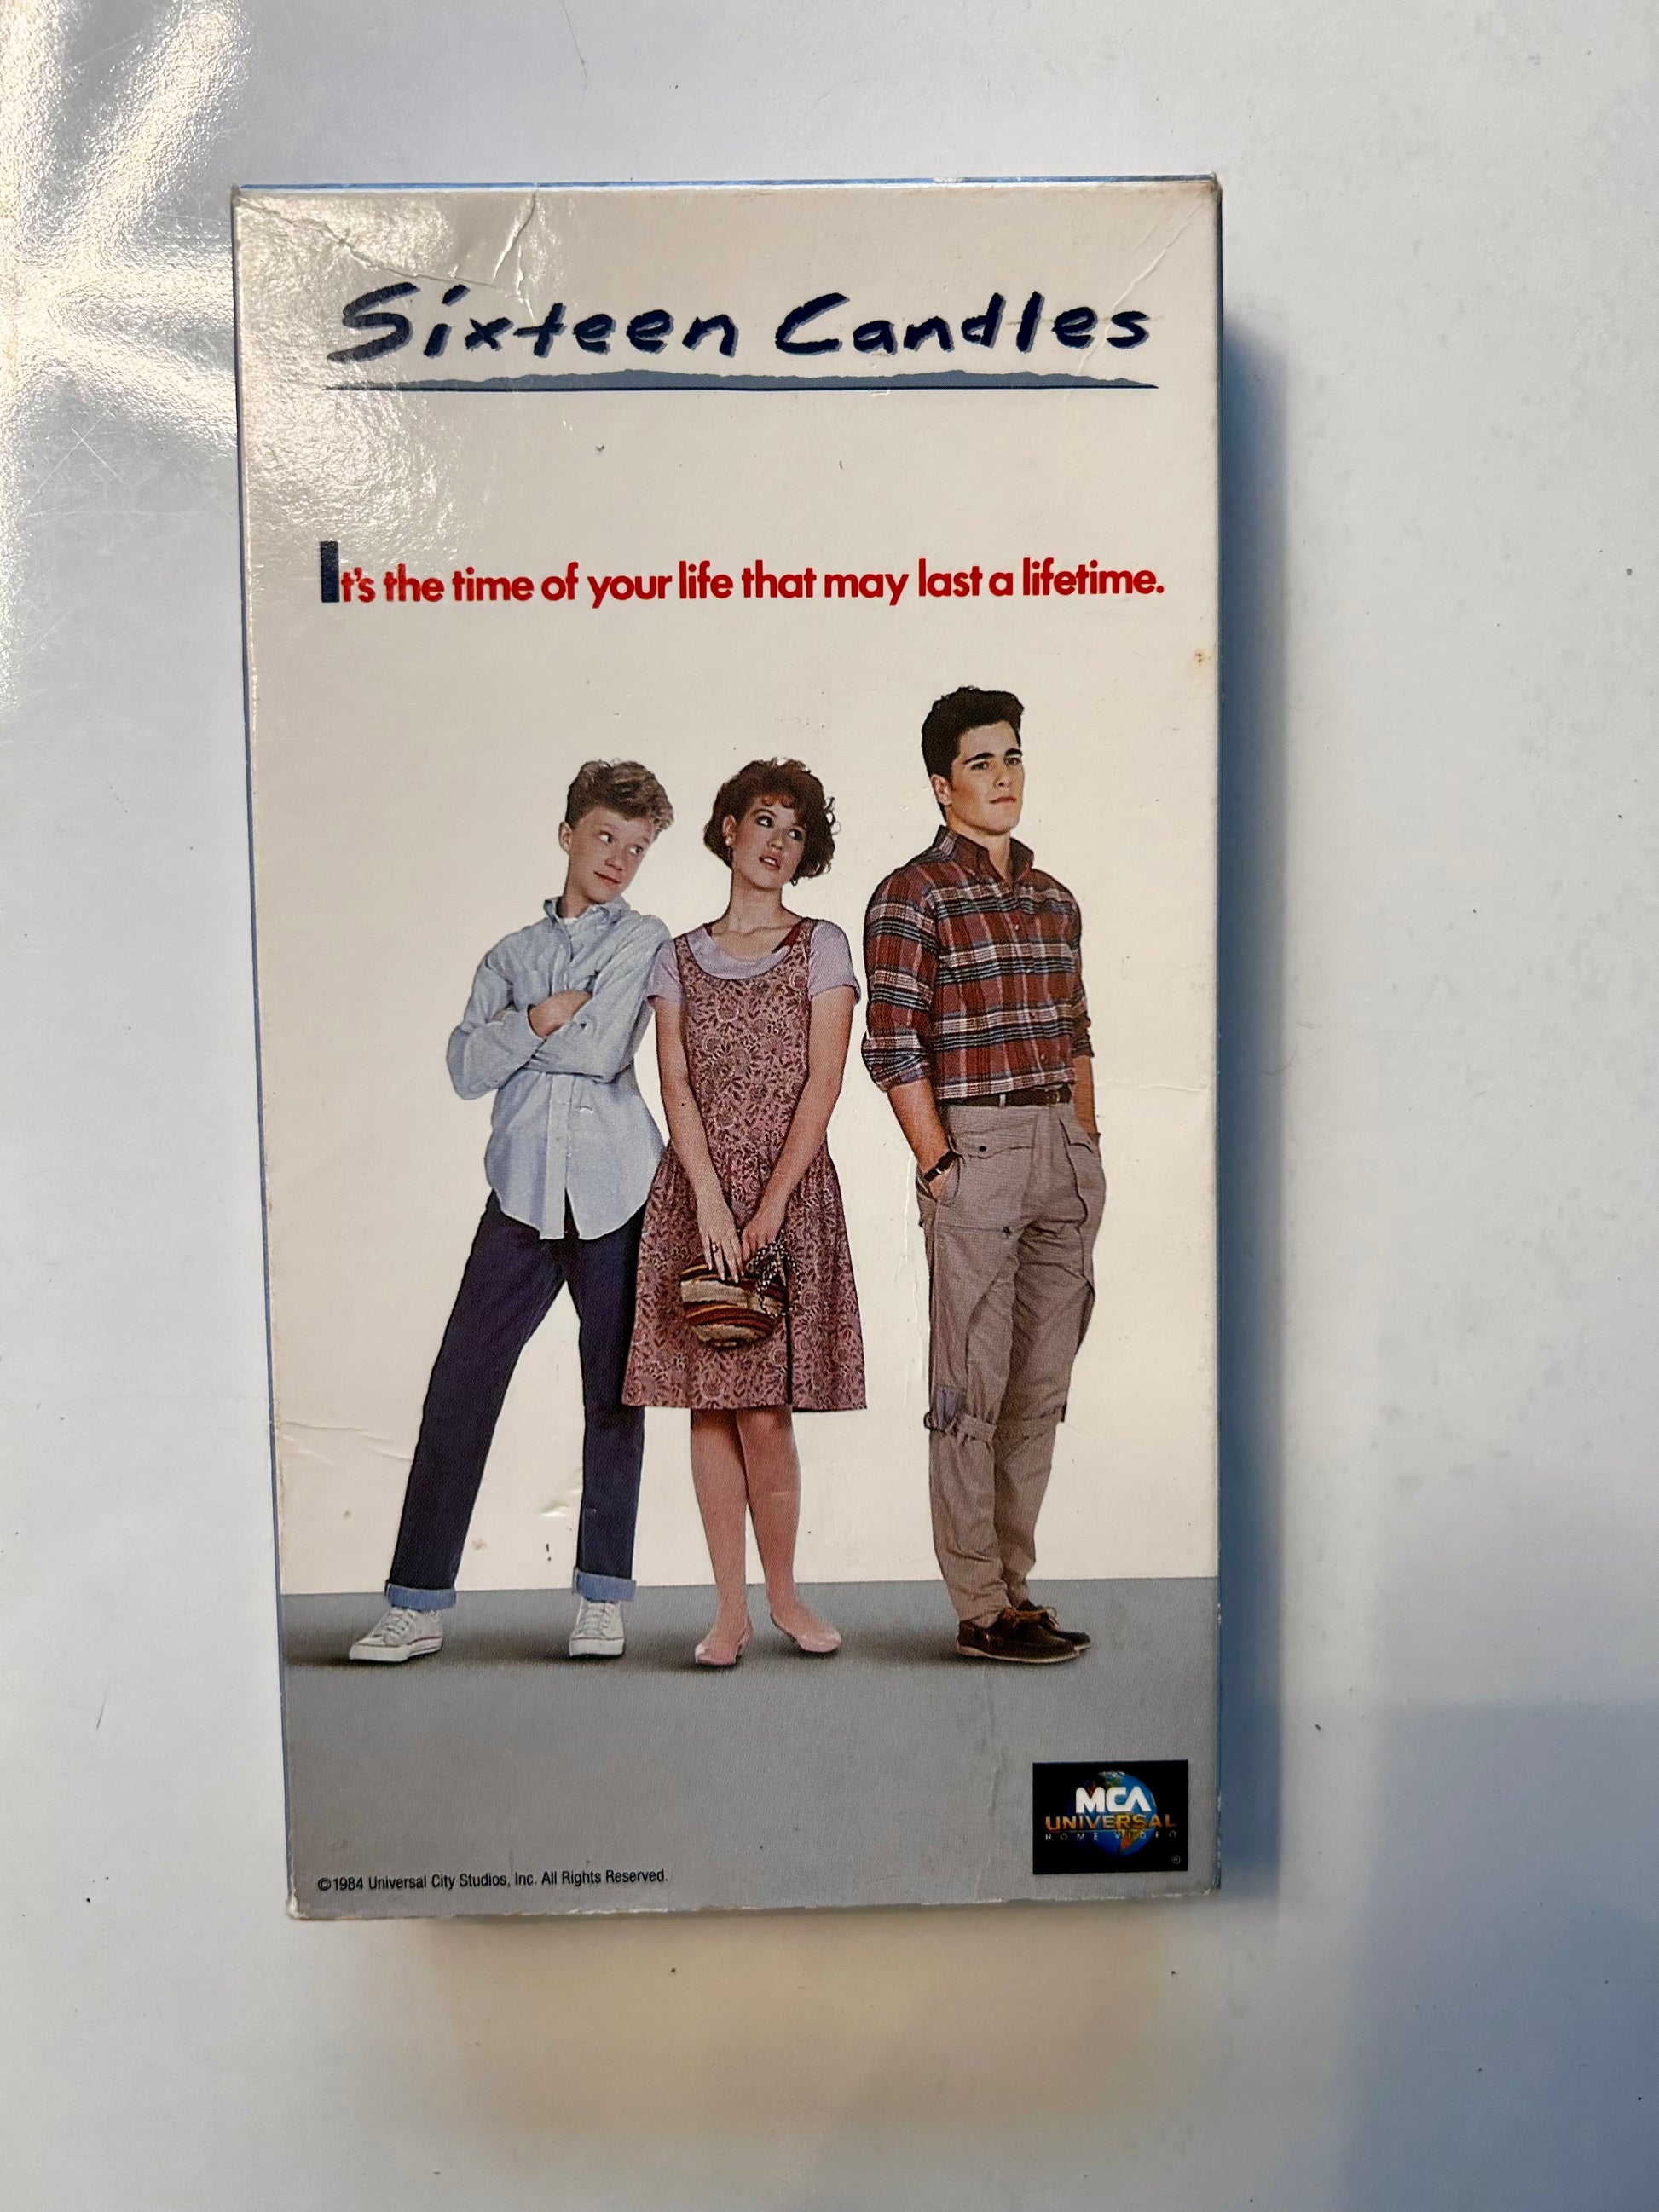 Sixteen Candles
It's the time of your life that may last a lifetime.
MCA
UNIVERSAL
HOME VIDEO
®
©1984 Universal City Studios, Inc. All Rights Reserved.